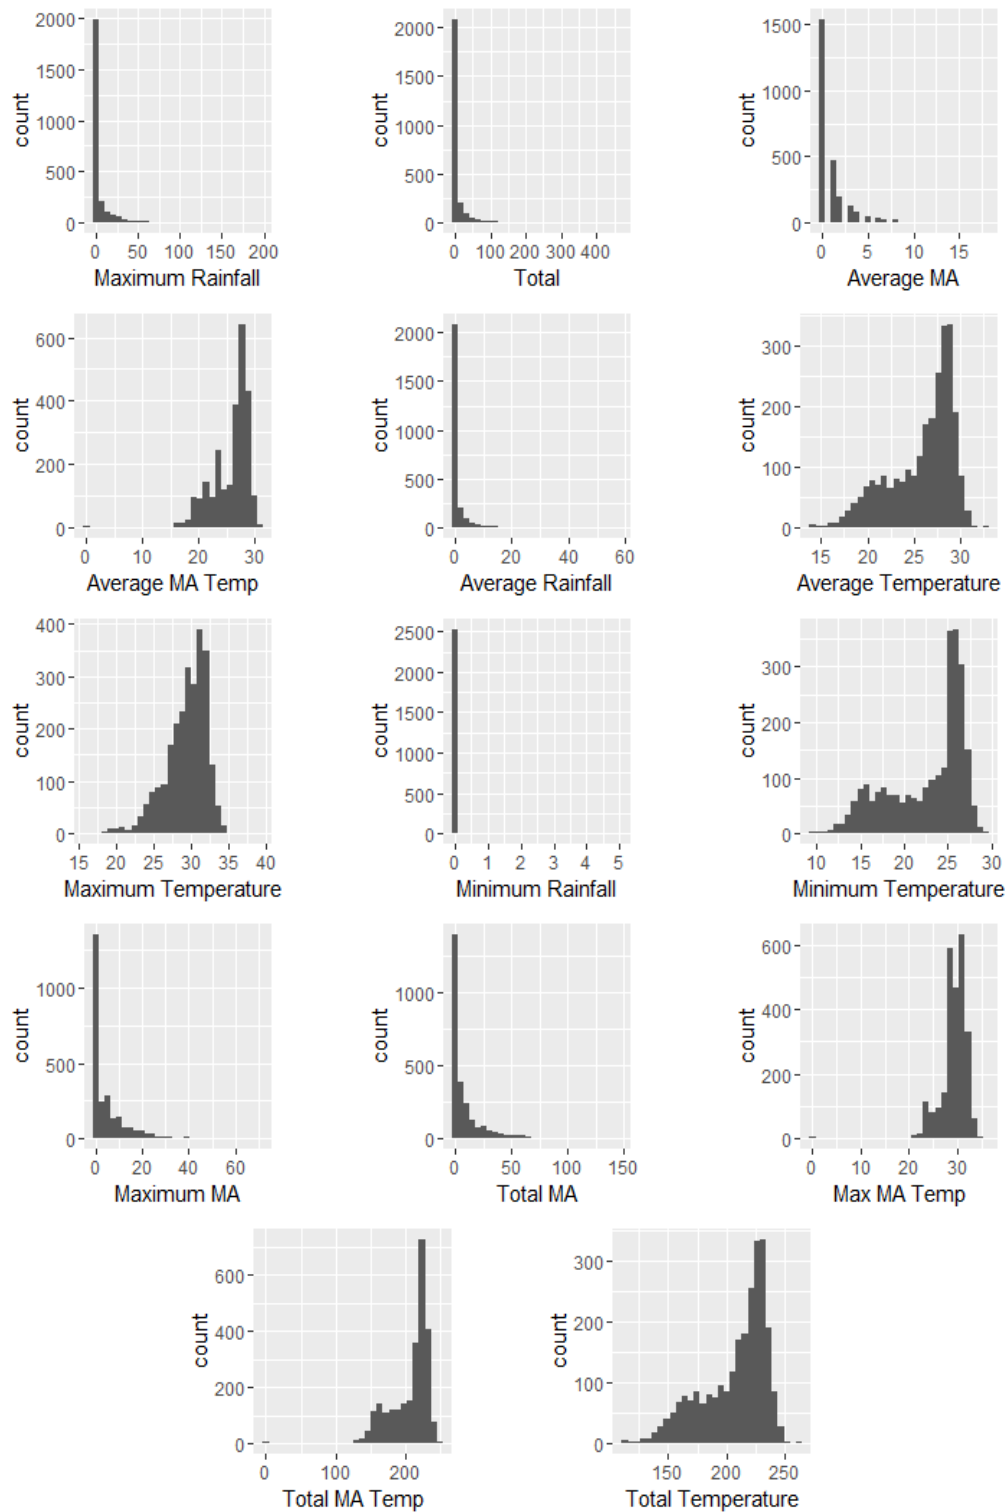 2000
1500
1000
500
0
count
0 50 100 150 200
Maximum Rainfall
2000
1500
1000
500
0
count
0 100 200 300 400
Total
1500
1000
500
0
count
0 5 10 15
Average MA
600
400
200
0
count
0 10 20 30
Average MA Temp
2000
1500
1000
500
0
count
0 20 40 60
Average Rainfall
300
200
100
0
count
15 20 25 30
Average Temperature
400
300
200
100
0
count
15 20 25 30 35 40
Maximum Temperature
2500
2000
1500
1000
500
0
count
0 1 2 3 4 5
Minimum Rainfall
300
200
100
0
count
10 15 20 25 30
Minimum Temperature
1000
500
0
count
0 20 40 60
Maximum MA
1000
500
0
count
0 50 100 150
Total MA
600
400
200
0
count
0 10 20 30
Max MA Temp
600
400
200
0
count
0 100 200
Total MA Temp
300
200
100
0
count
150 200 250
Total Temperature